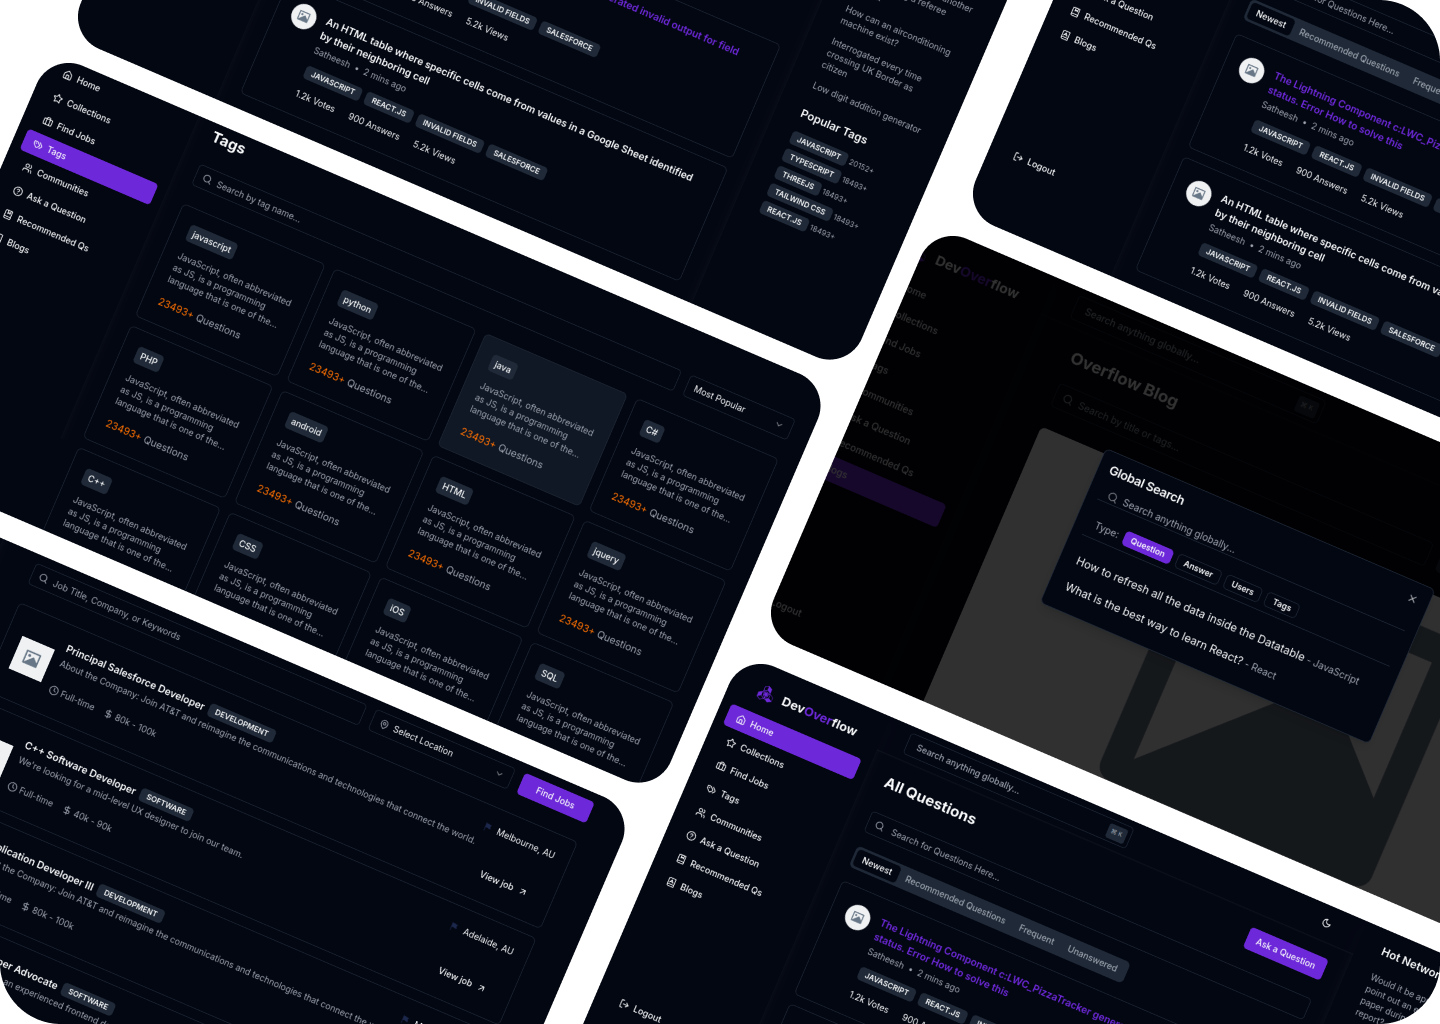 invalid output for field
Answers
5.2k Views
INVALID FIELDS
SALESFORCE
An HTML table where specific cells come from values in a Google Sheet identified
by their neighboring cell
Satheesh • 2 mins ago
JAVASCRIPT
REACT.JS
INVALID FIELDS
SALESFORCE
1.2k Votes
900 Answers
5.2k Views
another
a referee
How can an airconditioning
machine exist?
Interrogated every time
crossing UK Border as
citizen
Low digit addition generator
Popular Tags
JAVASCRIPT 20152+
TYPESCRIPT 18493+
THREEJS 18493+
TAILWIND CSS 18493+
REACT.JS 18493+
Home
Collections
Find Jobs
Tags
Communities
Ask a Question
Recommended Qs
Blogs
Tags
Search by tag name...
Most Popular
javascript
JavaScript, often abbreviated
as JS, is a programming
language that is one of the...
23493+ Questions
python
JavaScript, often abbreviated
as JS, is a programming
language that is one of the...
23493+ Questions
java
JavaScript, often abbreviated
as JS, is a programming
language that is one of the...
23493+ Questions
C#
JavaScript, often abbreviated
as JS, is a programming
language that is one of the...
23493+ Questions
PHP
JavaScript, often abbreviated
as JS, is a programming
language that is one of the...
23493+ Questions
android
JavaScript, often abbreviated
as JS, is a programming
language that is one of the...
23493+ Questions
HTML
JavaScript, often abbreviated
as JS, is a programming
language that is one of the...
23493+ Questions
jquery
JavaScript, often abbreviated
as JS, is a programming
language that is one of the...
23493+ Questions
C++
JavaScript, often abbreviated
as JS, is a programming
language that is one of the...
CSS
JavaScript, often abbreviated
as JS, is a programming
language that is one of the...
iOS
JavaScript, often abbreviated
as JS, is a programming
language that is one of the...
SQL
JavaScript, often abbreviated
as JS, is a programming
language that is one of the...
Job Title, Company, or Keywords
Select Location
Find Jobs
Principal Salesforce Developer DEVELOPMENT
About the Company: Join AT&T and reimagine the communications and technologies that connect the world.
Full-time
$ 80k - 100k
Melbourne, AU
View job
C++ Software Developer SOFTWARE
We're looking for a mid-level UX designer to join our team.
Full-time
$ 40k - 90k
Adelaide, AU
View job
Developer III DEVELOPMENT
the Company: Join AT&T and reimagine the communications and technologies that connect the
$ 80k - 100k
Advocate SOFTWARE
an experienced frontend
a Question
Recommended Qs
Blogs
Logout
for Questions Here...
Newest
Recommended Questions
The Lightning Component c:LWC_
status. Error How to solve this
Satheesh • 2 mins ago
JAVASCRIPT
REACT.JS
INVALID FIELDS
1.2k Votes
900 Answers
5.2k Views
An HTML table where specific cells come from
by their neighboring cell
Satheesh • 2 mins ago
JAVASCRIPT
REACT.JS
INVALID FIELDS
SALESFORCE
1.2k Votes
900 Answers
5.2k Views
DevOverflow
Search anything globally...
⌘ K
Overflow Blog
Search by title or tags...
Global Search
Search anything globally...
Type:
Question
Answer
Users
Tags
How to refresh all the data inside the Datatable - JavaScript
What is the best way to learn React? - React
DevOverflow
Home
Collections
Find Jobs
Tags
Communities
Ask a Question
Recommended Qs
Blogs
Logout
Search anything globally...
⌘ K
All Questions
Search for Questions Here...
Newest
Recommended Questions
Frequent
Unanswered
Ask a Question
The Lightning Component c:LWC_PizzaTracker
status. Error How to solve this
Satheesh • 2 mins ago
JAVASCRIPT
REACT.JS
1.2k Votes
Hot
Would it be
point out an
paper
report?